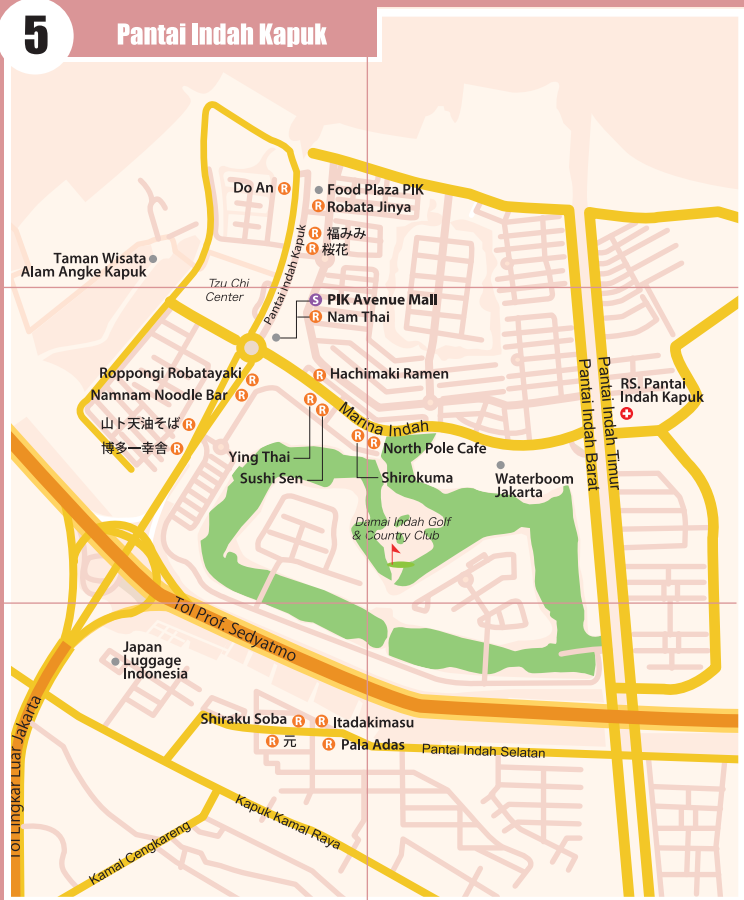 5
Pantai Indah Kapuk
Do An R
Food Plaza PIK
R Robata Jinya
R 福みみ
R 桜花
Taman Wisata
Alam Angke Kapuk
Tzu Chi
Center
Pantai Indah Kapuk
S PIK Avenue Mall
R Nam Thai
Roppongi Robatayaki
R
Namnam Noodle Bar R
R Hachimaki Ramen
山ト天油そば R
博多一幸舎 R
R
R
Marina Indah
R
R
North Pole Cafe
Ying Thai
Sushi Sen
Shirokuma
Pantai Indah Barat
Pantai Indah Timur
RS. Pantai
Indah Kapuk
Waterboom
Jakarta
Damai Indah Golf
& Country Club
Tol Prof. Sedyatmo
Japan
Luggage
Indonesia
Tol Lingkar Luar Jakarta
Shiraku Soba R
R Itadakimasu
R 元
R Pala Adas
Pantai Indah Selatan
Kapuk Kamal Raya
Kamal Cengkareng